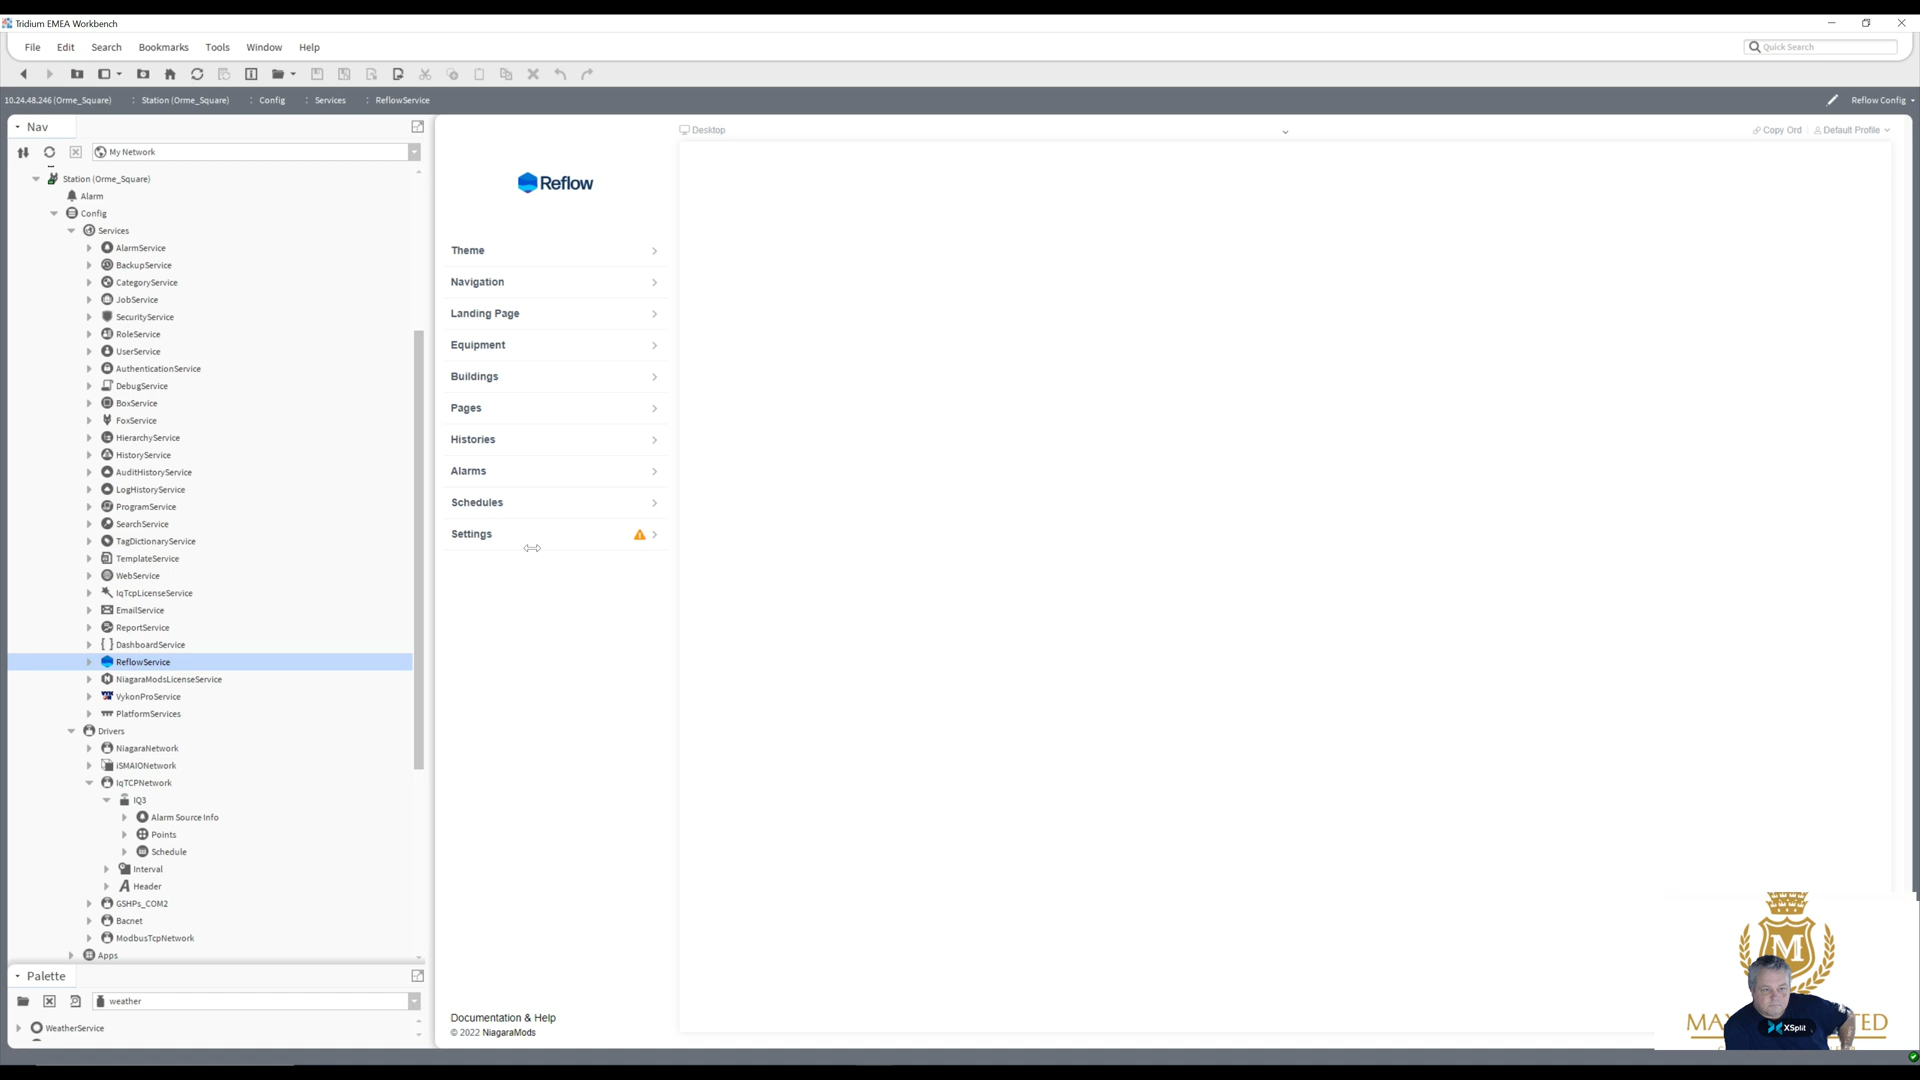 Tridium EMEA Workbench
File Edit Search Bookmarks Tools Window Help
Quick Search
10.24.48.246 (Orme_Square) : Station (Orme_Square) : Config : Services : ReflowService
Reflow Config
Nav
My Network
Station (Orme_Square)
Alarm
Config
Services
AlarmService
BackupService
CategoryService
JobService
SecurityService
RoleService
UserService
AuthenticationService
DebugService
BoxService
FoxService
HierarchyService
HistoryService
AuditHistoryService
LogHistoryService
ProgramService
SearchService
TagDictionaryService
TemplateService
WebService
IqTcpLicenseService
EmailService
ReportService
DashboardService
ReflowService
NiagaraModsLicenseService
VykonProService
PlatformServices
Drivers
NiagaraNetwork
iSMAIONetwork
IqTCPNetwork
IQ3
Alarm Source Info
Points
Schedule
Interval
Header
GSHPs_COM2
Bacnet
ModbusTcpNetwork
Apps
Palette
weather
WeatherService
Desktop
Copy Ord
Default Profile
Reflow
Theme
Navigation
Landing Page
Equipment
Buildings
Pages
Histories
Alarms
Schedules
Settings
Documentation & Help
© 2022 NiagaraMods
M
XSplit